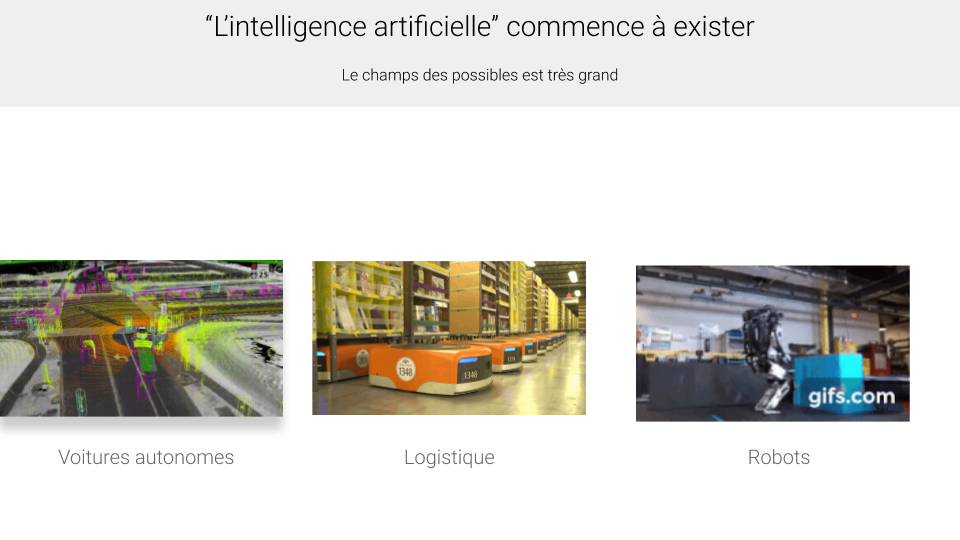 “L’intelligence artificielle” commence à exister
Le champs des possibles est très grand
1348
1348
gifs.com
Voitures autonomes
Logistique
Robots